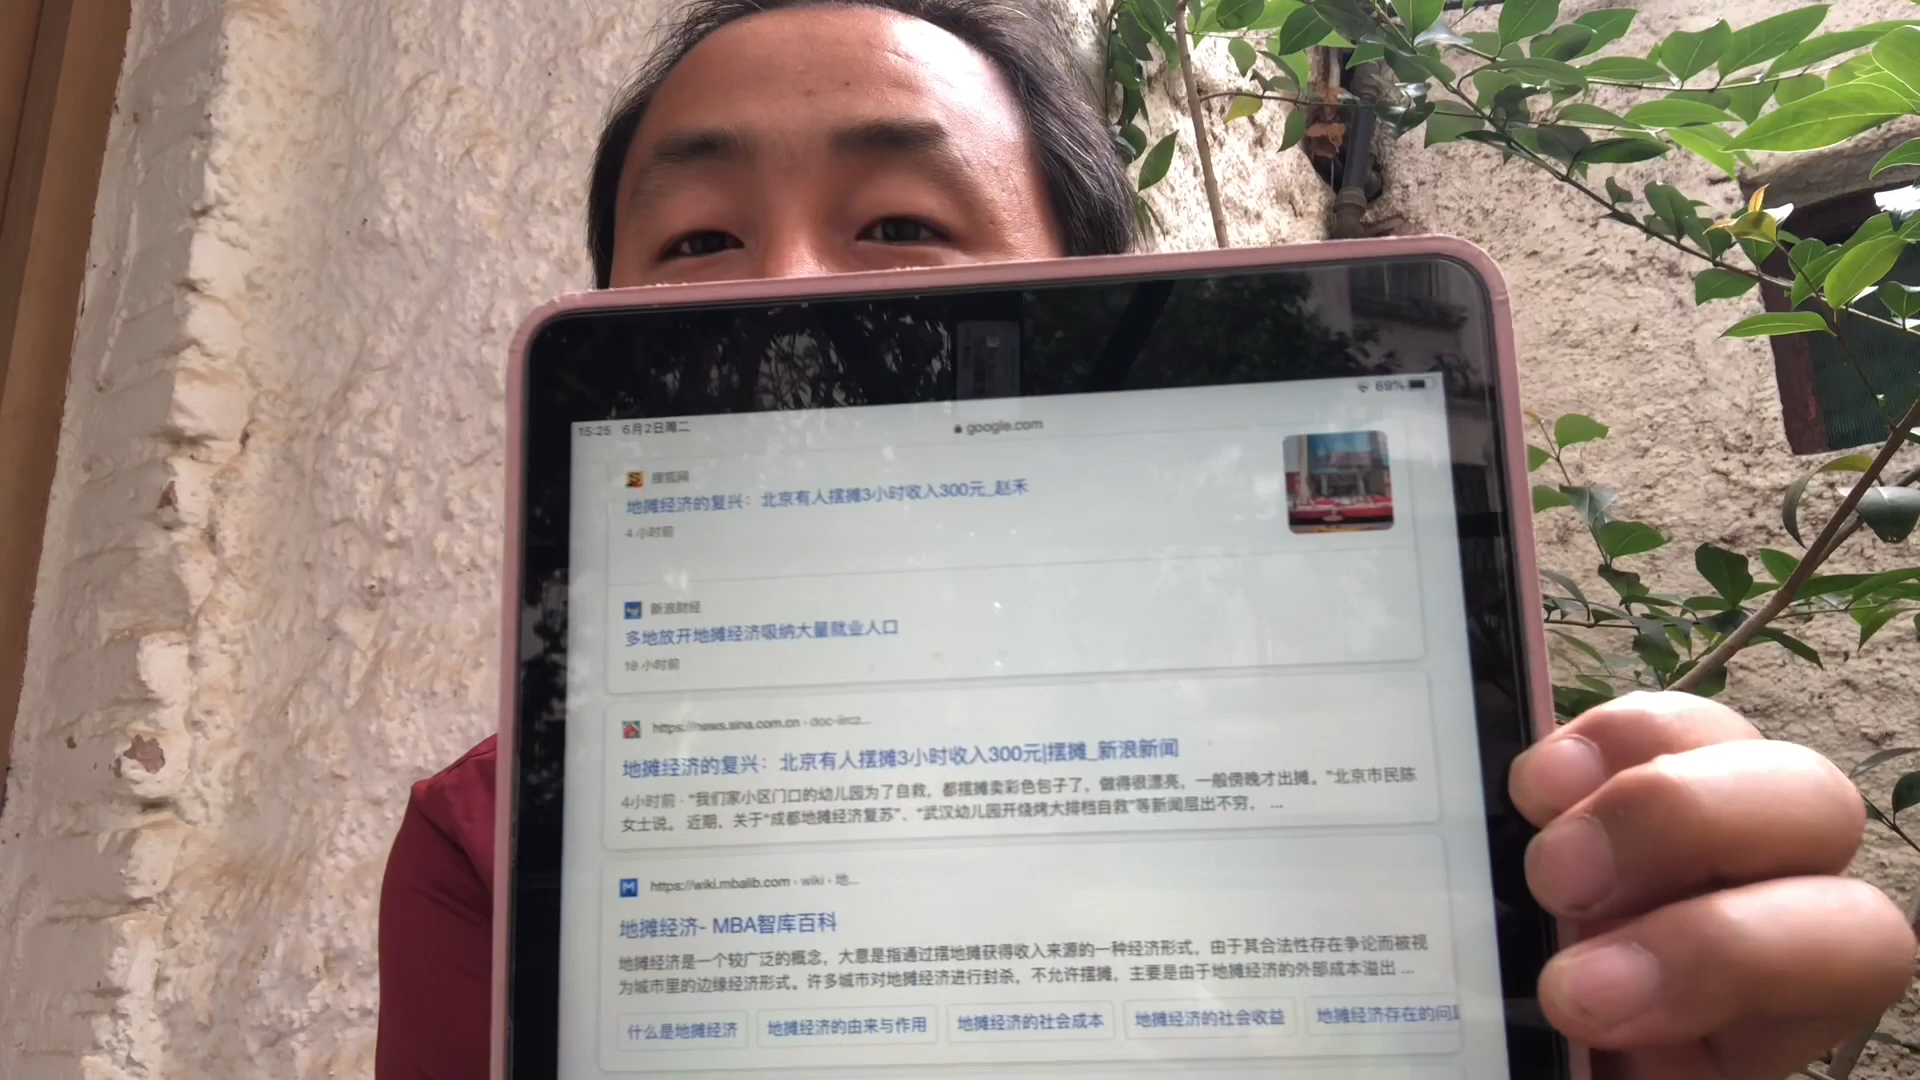 15:25 6月2日周二
69%
google.com
搜狐网
地摊经济的复兴：北京有人摆摊3小时收入300元_赵禾
4 小时前
新浪财经
多地放开地摊经济吸纳大量就业人口
18 小时前
https://news.sina.com.cn › doc-iircz...
地摊经济的复兴：北京有人摆摊3小时收入300元|摆摊_新浪新闻
4小时前 · “我们家小区门口的幼儿园为了自救，都摆摊卖彩色包子了，做得很漂亮，一般傍晚才出摊。”北京市民陈
女士说。 近期，关于“成都地摊经济复苏”、“武汉幼儿园开烧烤大排档自救”等新闻层出不穷， ...
https://wiki.mbalib.com › wiki › 地...
地摊经济- MBA智库百科
地摊经济是一个较广泛的概念，大意是指通过摆地摊获得收入来源的一种经济形式，由于其合法性存在争论而被视
为城市里的边缘经济形式。许多城市对地摊经济进行封杀，不允许摆摊，主要是由于地摊经济的外部成本溢出 ...
什么是地摊经济 地摊经济的由来与作用 地摊经济的社会成本 地摊经济的社会收益 地摊经济存在的问